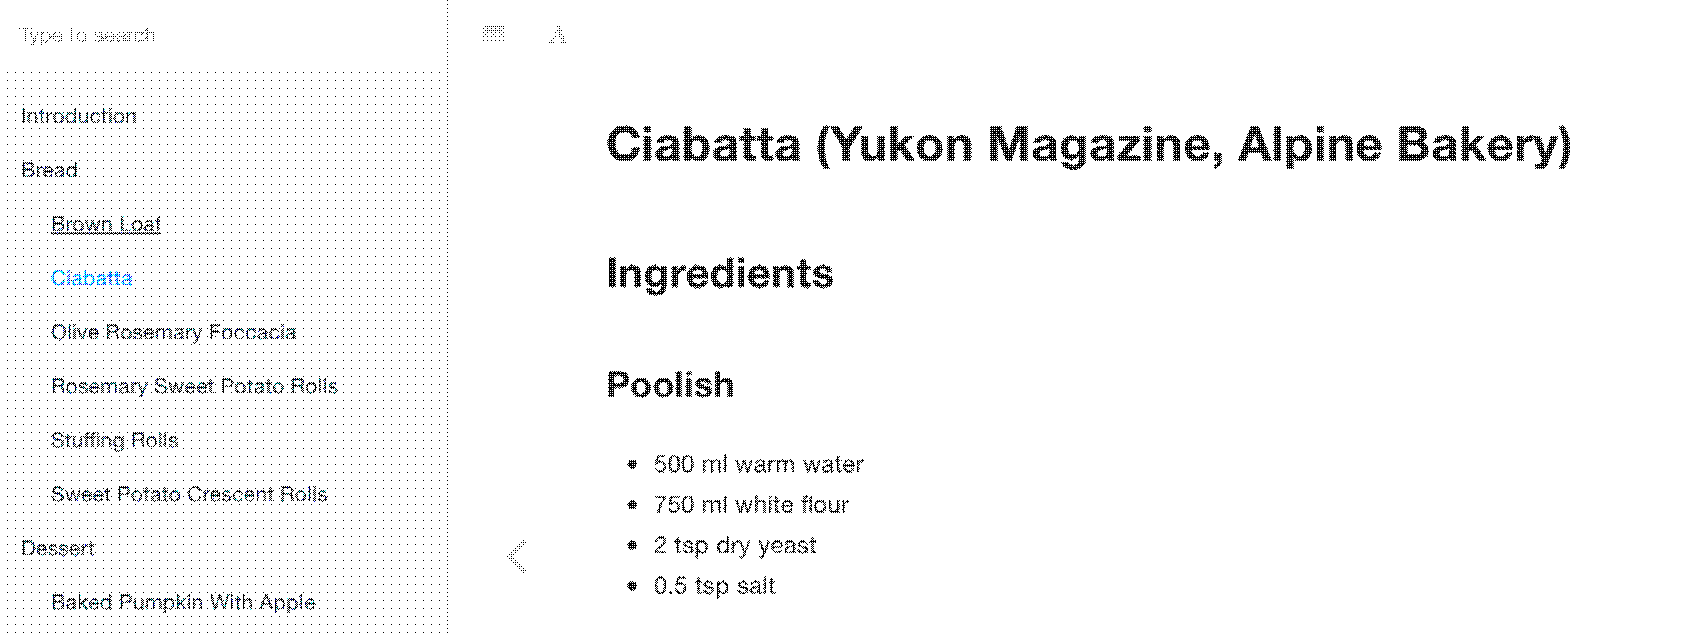 Type to search
Introduction
Bread
Brown Loaf
Ciabatta
Olive Rosemary Foccacia
Rosemary Sweet Potato Rolls
Stuffing Rolls
Sweet Potato Crescent Rolls
Dessert
Baked Pumpkin With Apple
A
Ciabatta (Yukon Magazine, Alpine Bakery)
Ingredients
Poolish
500 ml warm water
750 ml white flour
2 tsp dry yeast
0.5 tsp salt